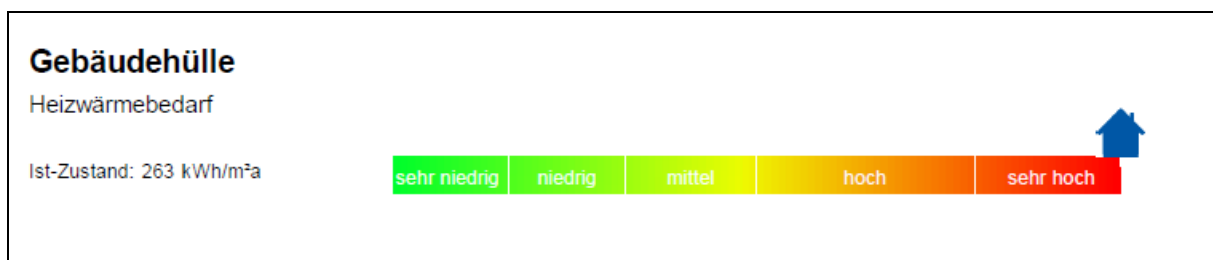 Gebäudehülle
Heizwärmebedarf
Ist-Zustand: 263 kWh/m²a
sehr niedrig niedrig mittel hoch sehr hoch